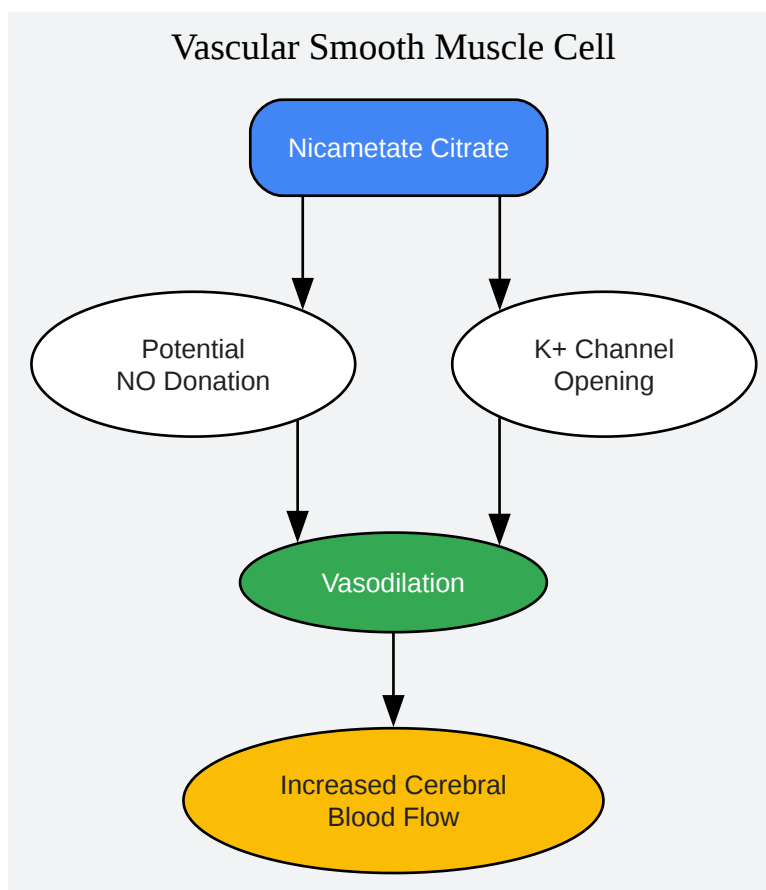 Vascular Smooth Muscle Cell
Nicametate Citrate
Potential
NO Donation
K+ Channel
Opening
Vasodilation
Increased Cerebral
Blood Flow